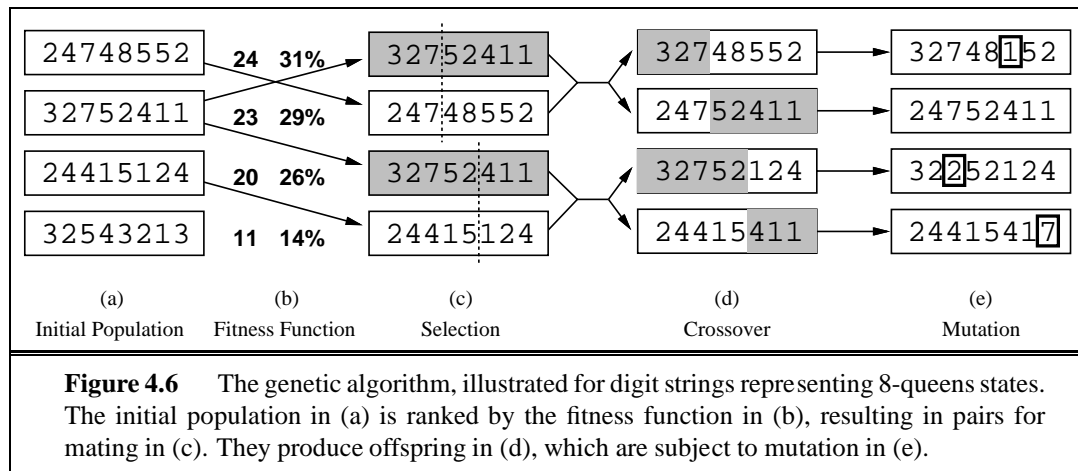 24748552 24 31% 32752411 32748552 32748152
32752411 23 29% 24748552 24752411 24752411
24415124 20 26% 32752411 32752124 32252124
32543213 11 14% 24415124 24415411 24415417
(a) (b) (c) (d) (e)
Initial Population Fitness Function Selection Crossover Mutation
Figure 4.6 The genetic algorithm, illustrated for digit strings representing 8-queens states.
The initial population in (a) is ranked by the fitness function in (b), resulting in pairs for
mating in (c). They produce offspring in (d), which are subject to mutation in (e).